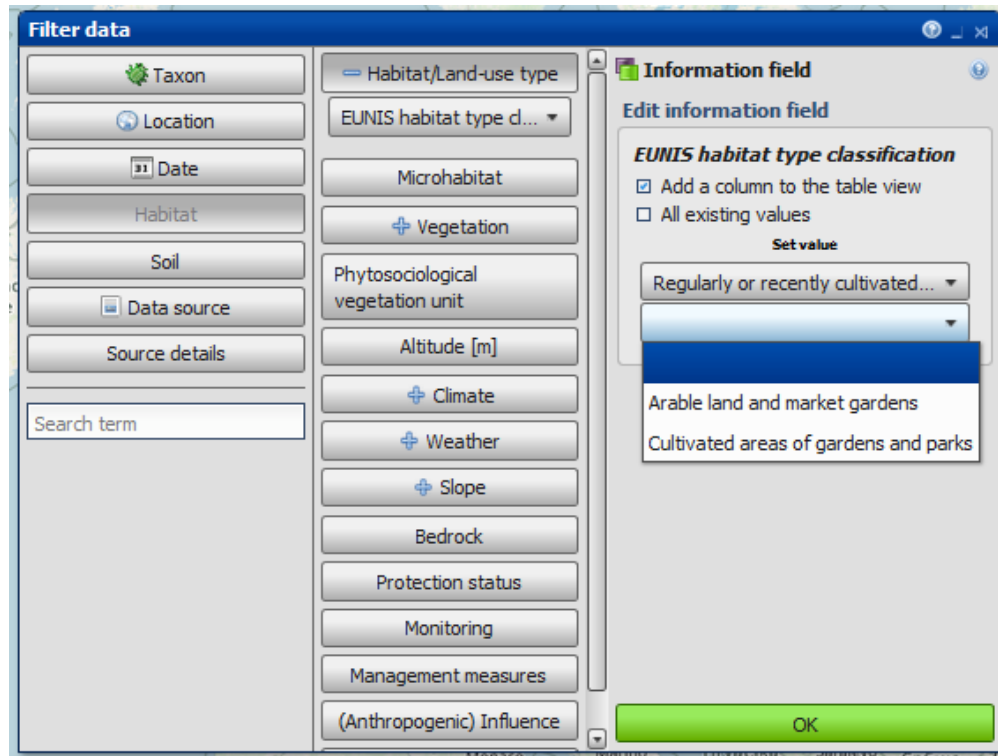 Filter data
Taxon
Location
31 Date
Habitat
Soil
Data source
Source details
Search term
Habitat/Land-use type
EUNIS habitat type cl...
Microhabitat
Vegetation
Phytosociological
vegetation unit
Altitude [m]
Climate
Weather
Slope
Bedrock
Protection status
Monitoring
Management measures
(Anthropogenic) Influence
Information field
Edit information field
EUNIS habitat type classification
Add a column to the table view
All existing values
Set value
Regularly or recently cultivated...
Arable land and market gardens
Cultivated areas of gardens and parks
OK